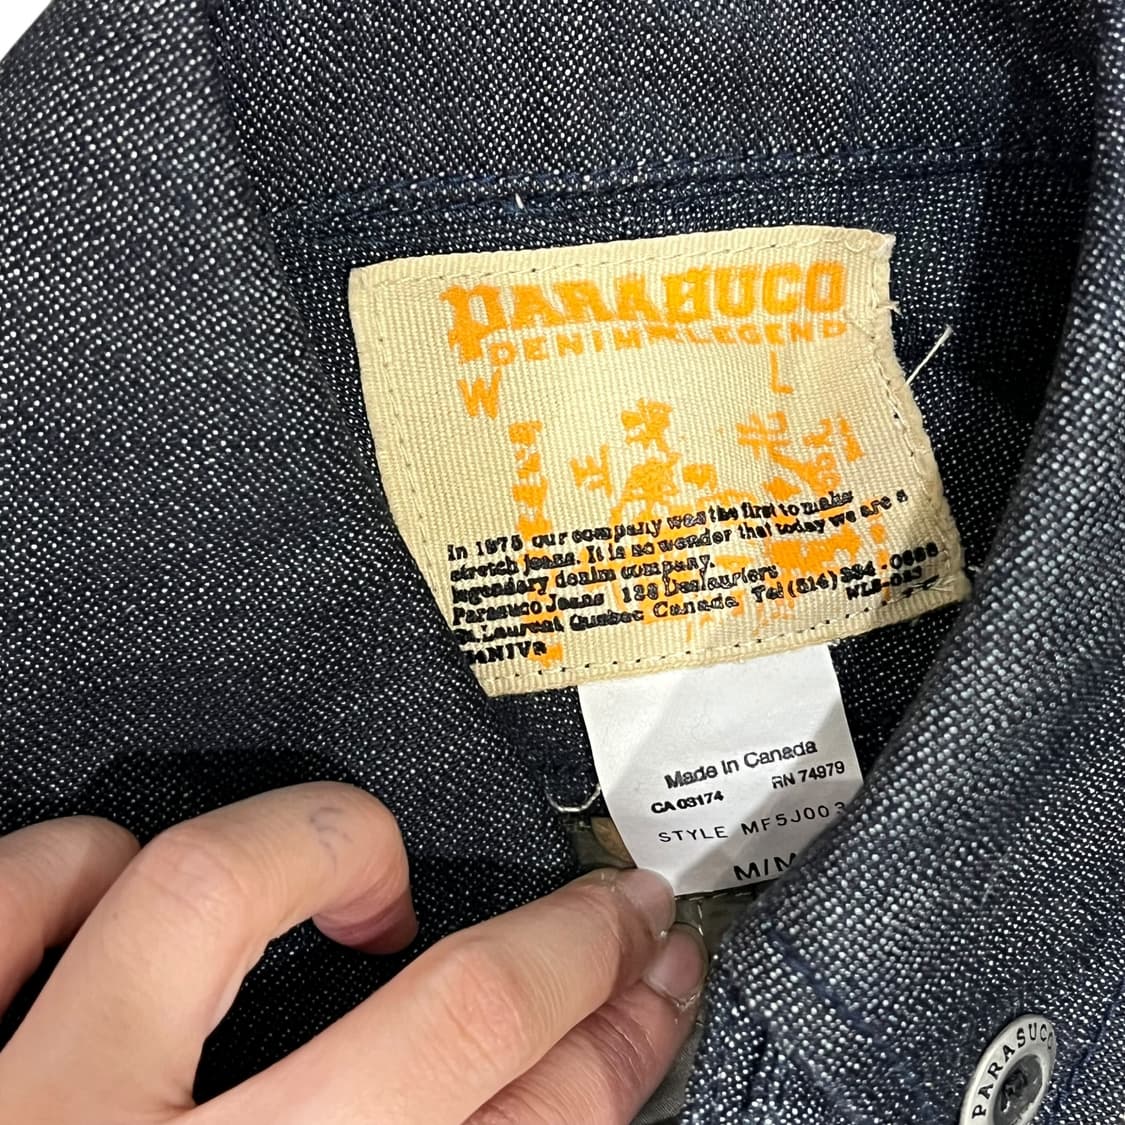 PARASUCO
DENIM LEGEND
W L
In 1975 our company was the first to make
stretch jeans. It is no wonder that today we are a
legendary denim company.
Parasuco Jeans 128 Deslauriers
St. Laurent Quebec Canada Tel (514) 334-0888
H4N1V8
Made in Canada
CA 03174 RN 74979
STYLE MF5J003
M/M
PARASUCO